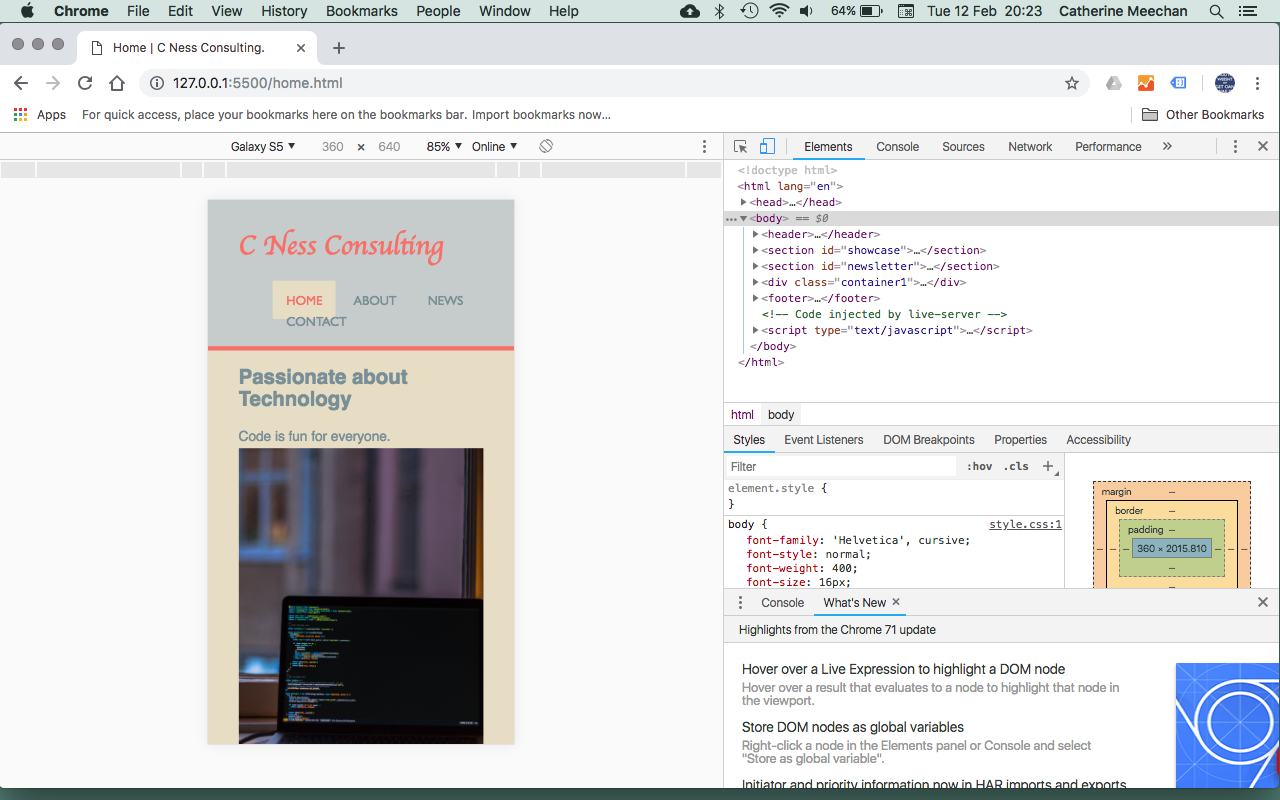 Chrome File Edit View History Bookmarks People Window Help 64% Tue 12 Feb 20:23 Catherine Meechan
Home | C Ness Consulting.
127.0.0.1:5500/home.html
Apps For quick access, place your bookmarks here on the bookmarks bar. Import bookmarks now... Other Bookmarks
Galaxy S5 360 × 640 85% Online
C Ness Consulting
HOME ABOUT NEWS
CONTACT
Passionate about
Technology
Code is fun for everyone.
Elements Console Sources Network Performance »
<!doctype html>
<html lang="en">
<head>…</head>
<body> == $0
<header>…</header>
<section id="showcase">…</section>
<section id="newsletter">…</section>
<div class="container1">…</div>
<footer>…</footer>
<!-- Code injected by live-server -->
<script type="text/javascript">…</script>
</body>
</html>
html body
Styles Event Listeners DOM Breakpoints Properties Accessibility
Filter :hov .cls +
element.style {
}
body { style.css:1
font-family: 'Helvetica', cursive;
font-style: normal;
font-weight: 400;
font-size: 16px;
margin –
border –
padding –
– – – 360 × 2015.810 – – –
–
–
Console What's New ×
Highlights from the Chrome 71 update
Hover over a Live Expression to highlight a DOM node
Hover over a result that evaluates to a node to highlight that node in
the viewport.
Store DOM nodes as global variables
Right-click a node in the Elements panel or Console and select
"Store as global variable".
Initiator and priority information now in HAR imports and exports